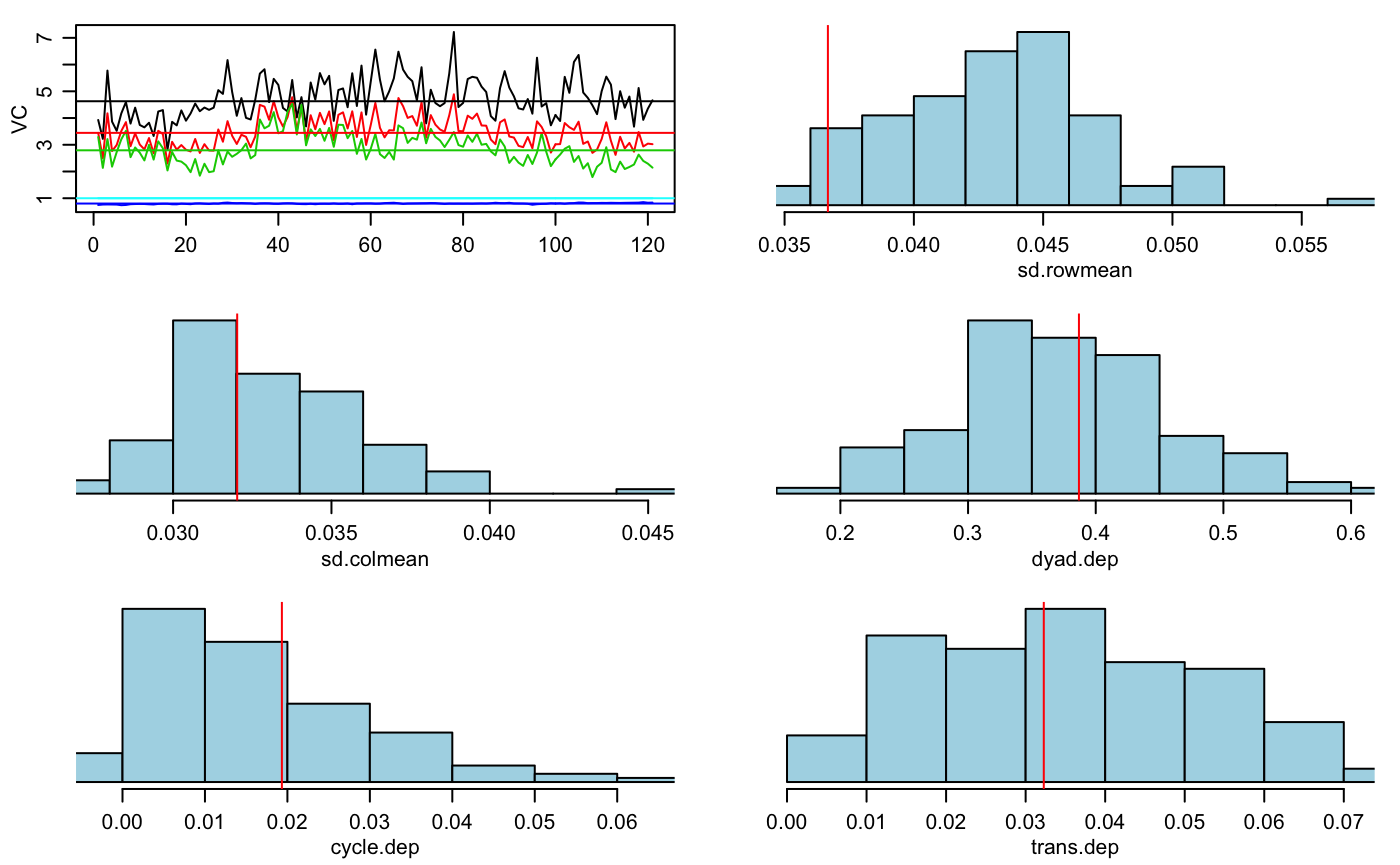 VC
7
5
3
1
0 20 40 60 80 100 120
0.035 0.040 0.045 0.050 0.055
sd.rowmean
0.030 0.035 0.040 0.045
sd.colmean
0.2 0.3 0.4 0.5 0.6
dyad.dep
0.00 0.01 0.02 0.03 0.04 0.05 0.06
cycle.dep
0.00 0.01 0.02 0.03 0.04 0.05 0.06 0.07
trans.dep